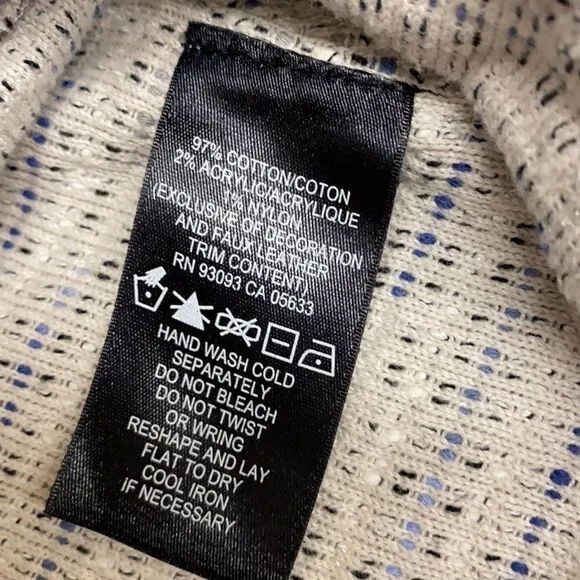 97% COTTON/COTON
2% ACRYLIC/ACRYLIQUE
1% NYLON
(EXCLUSIVE OF DECORATION
AND FAUX LEATHER
TRIM CONTENT)
RN 93093 CA 05633
HAND WASH COLD
SEPARATELY
DO NOT BLEACH
DO NOT TWIST
OR WRING
RESHAPE AND LAY
FLAT TO DRY
COOL IRON
IF NECESSARY